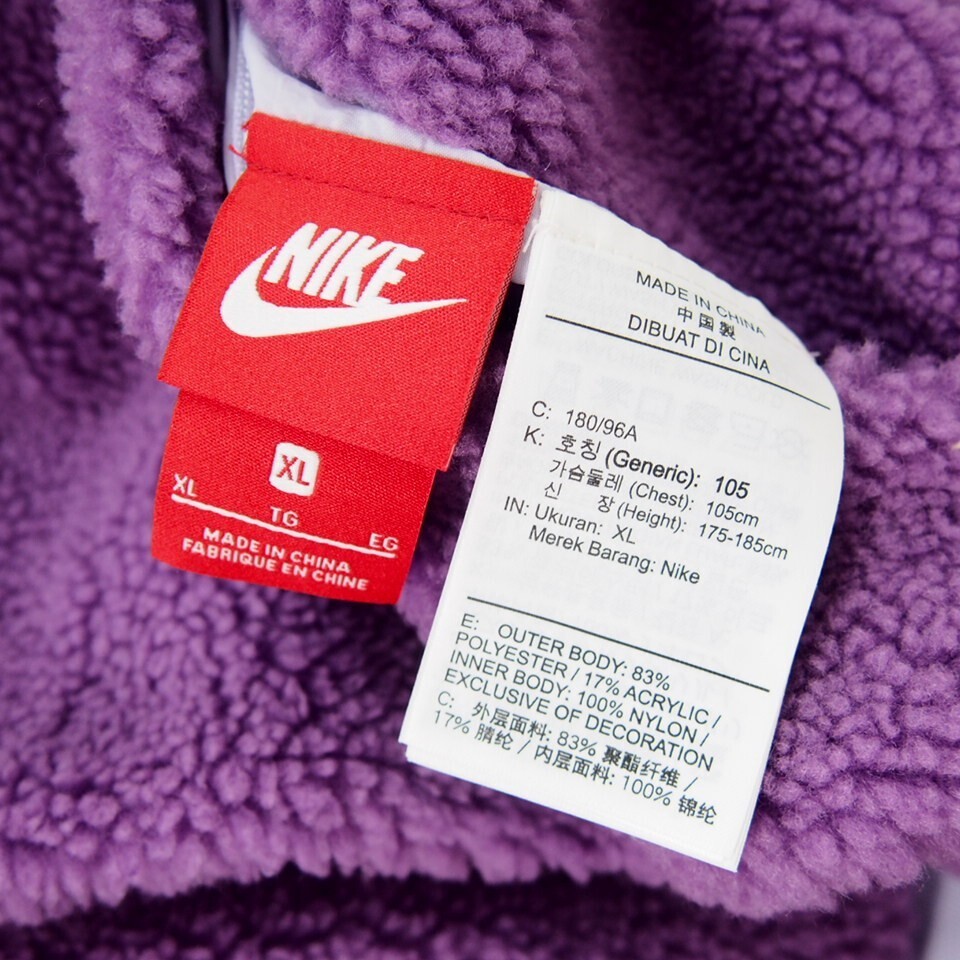 NIKE
XL
XL
TG
EG
MADE IN CHINA
FABRIQUE EN CHINE
MADE IN CHINA
中国製
DIBUAT DI CINA
C: 180/96A
K: 호칭 (Generic): 105
가슴둘레 (Chest): 105cm
신 장 (Height): 175-185cm
IN: Ukuran: XL
Merek Barang: Nike
E: OUTER BODY: 83%
POLYESTER / 17% ACRYLIC /
INNER BODY: 100% NYLON /
EXCLUSIVE OF DECORATION
C: 外层面料: 83% 聚酯纤维 /
17% 腈纶 / 内层面料: 100% 锦纶